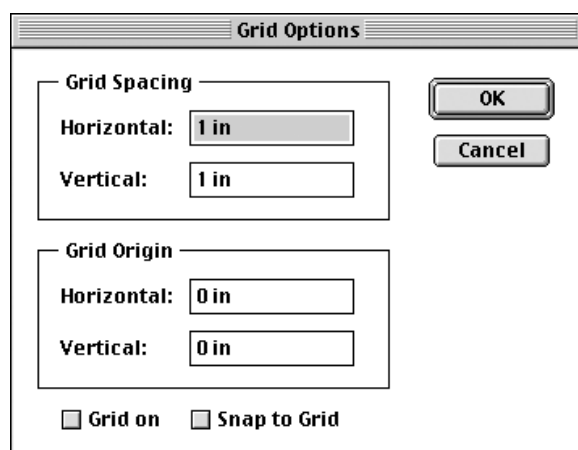 Grid Options
Grid Spacing
Horizontal: 1 in
Vertical: 1 in
OK
Cancel
Grid Origin
Horizontal: 0 in
Vertical: 0 in
Grid on Snap to Grid